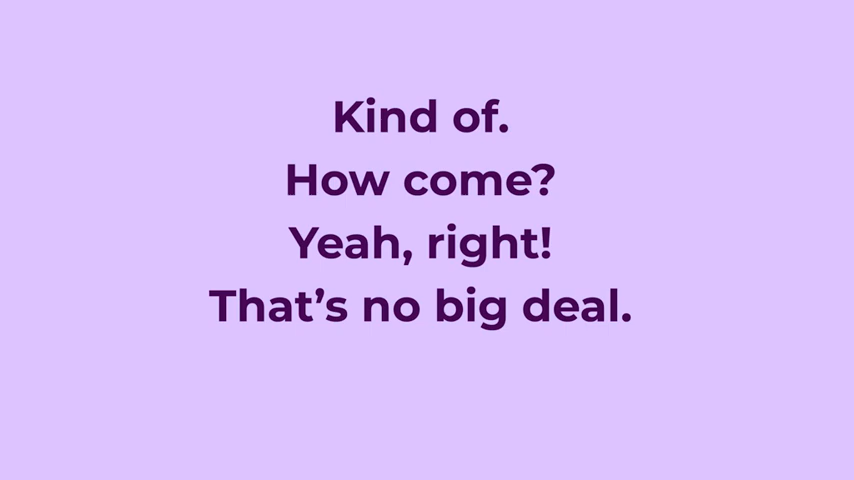 Kind of.
How come?
Yeah, right!
That’s no big deal.